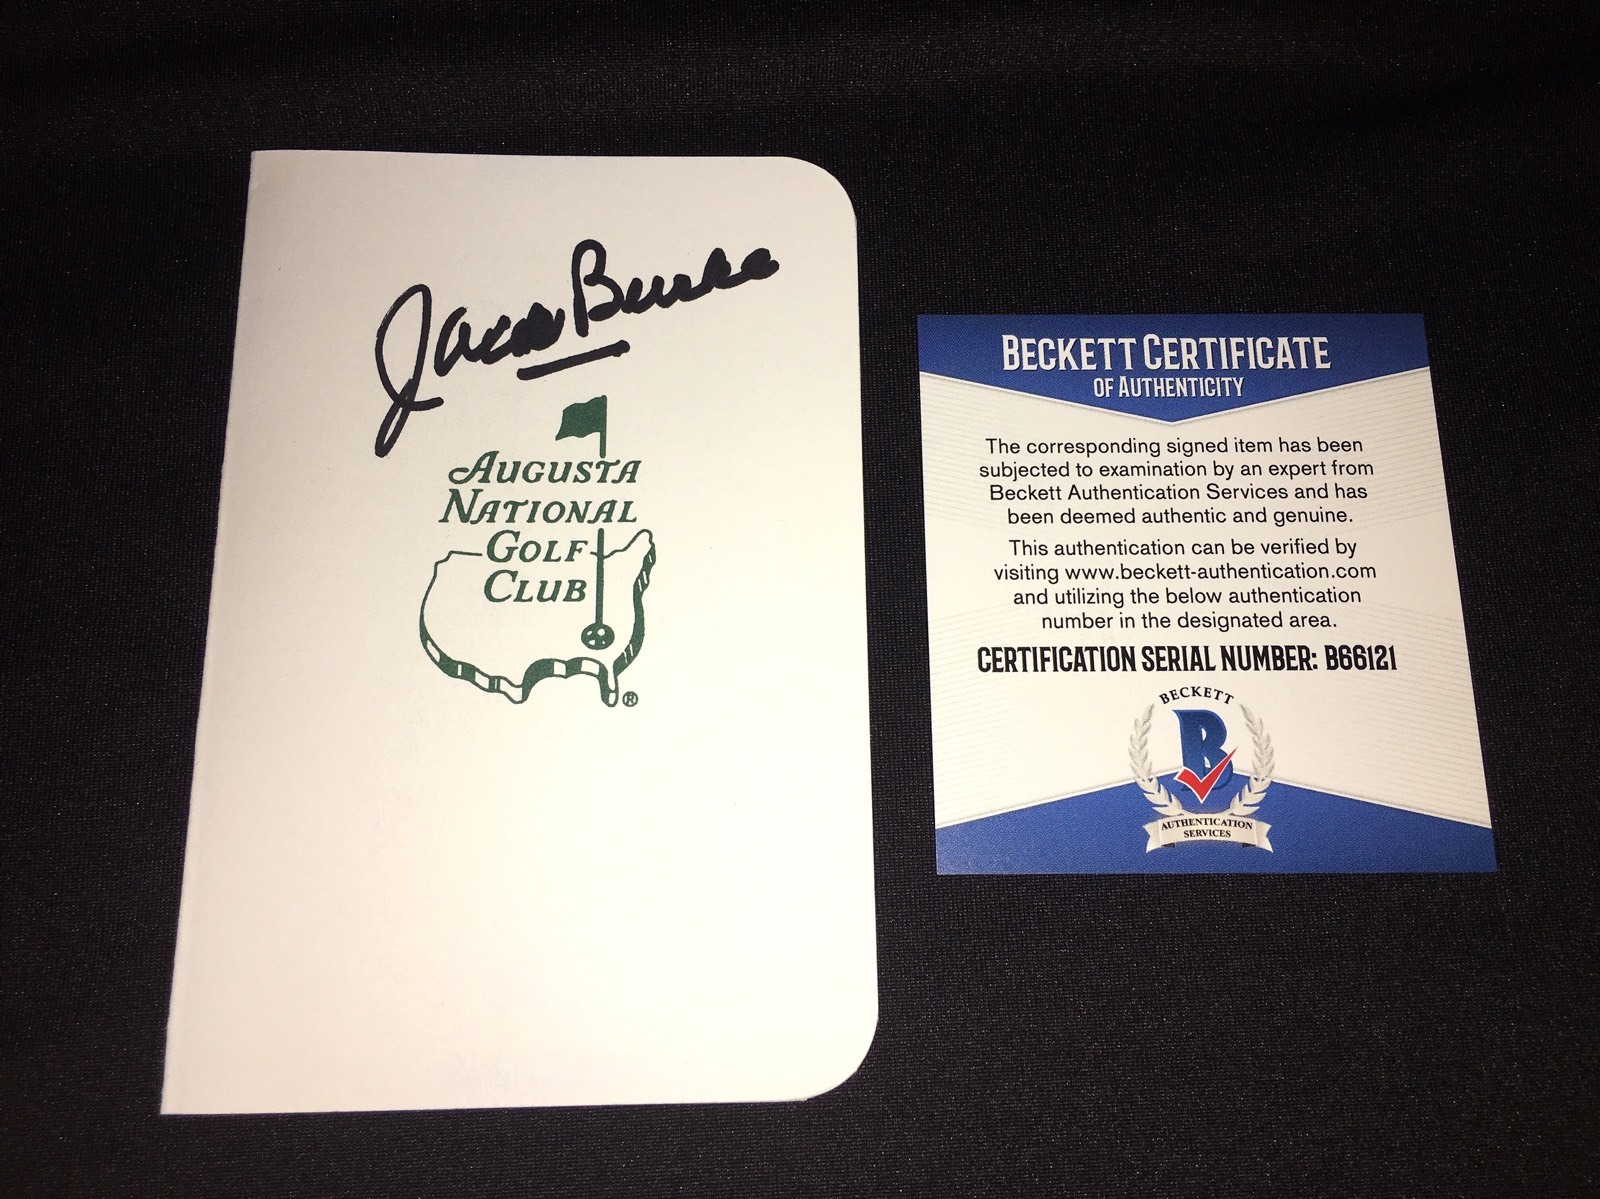 Jack Burke
AUGUSTA
NATIONAL
GOLF
CLUB
®
BECKETT CERTIFICATE
OF AUTHENTICITY
The corresponding signed item has been
subjected to examination by an expert from
Beckett Authentication Services and has
been deemed authentic and genuine.
This authentication can be verified by
visiting www.beckett-authentication.com
and utilizing the below authentication
number in the designated area.
CERTIFICATION SERIAL NUMBER: B66121
BECKETT
B
AUTHENTICATION
SERVICES